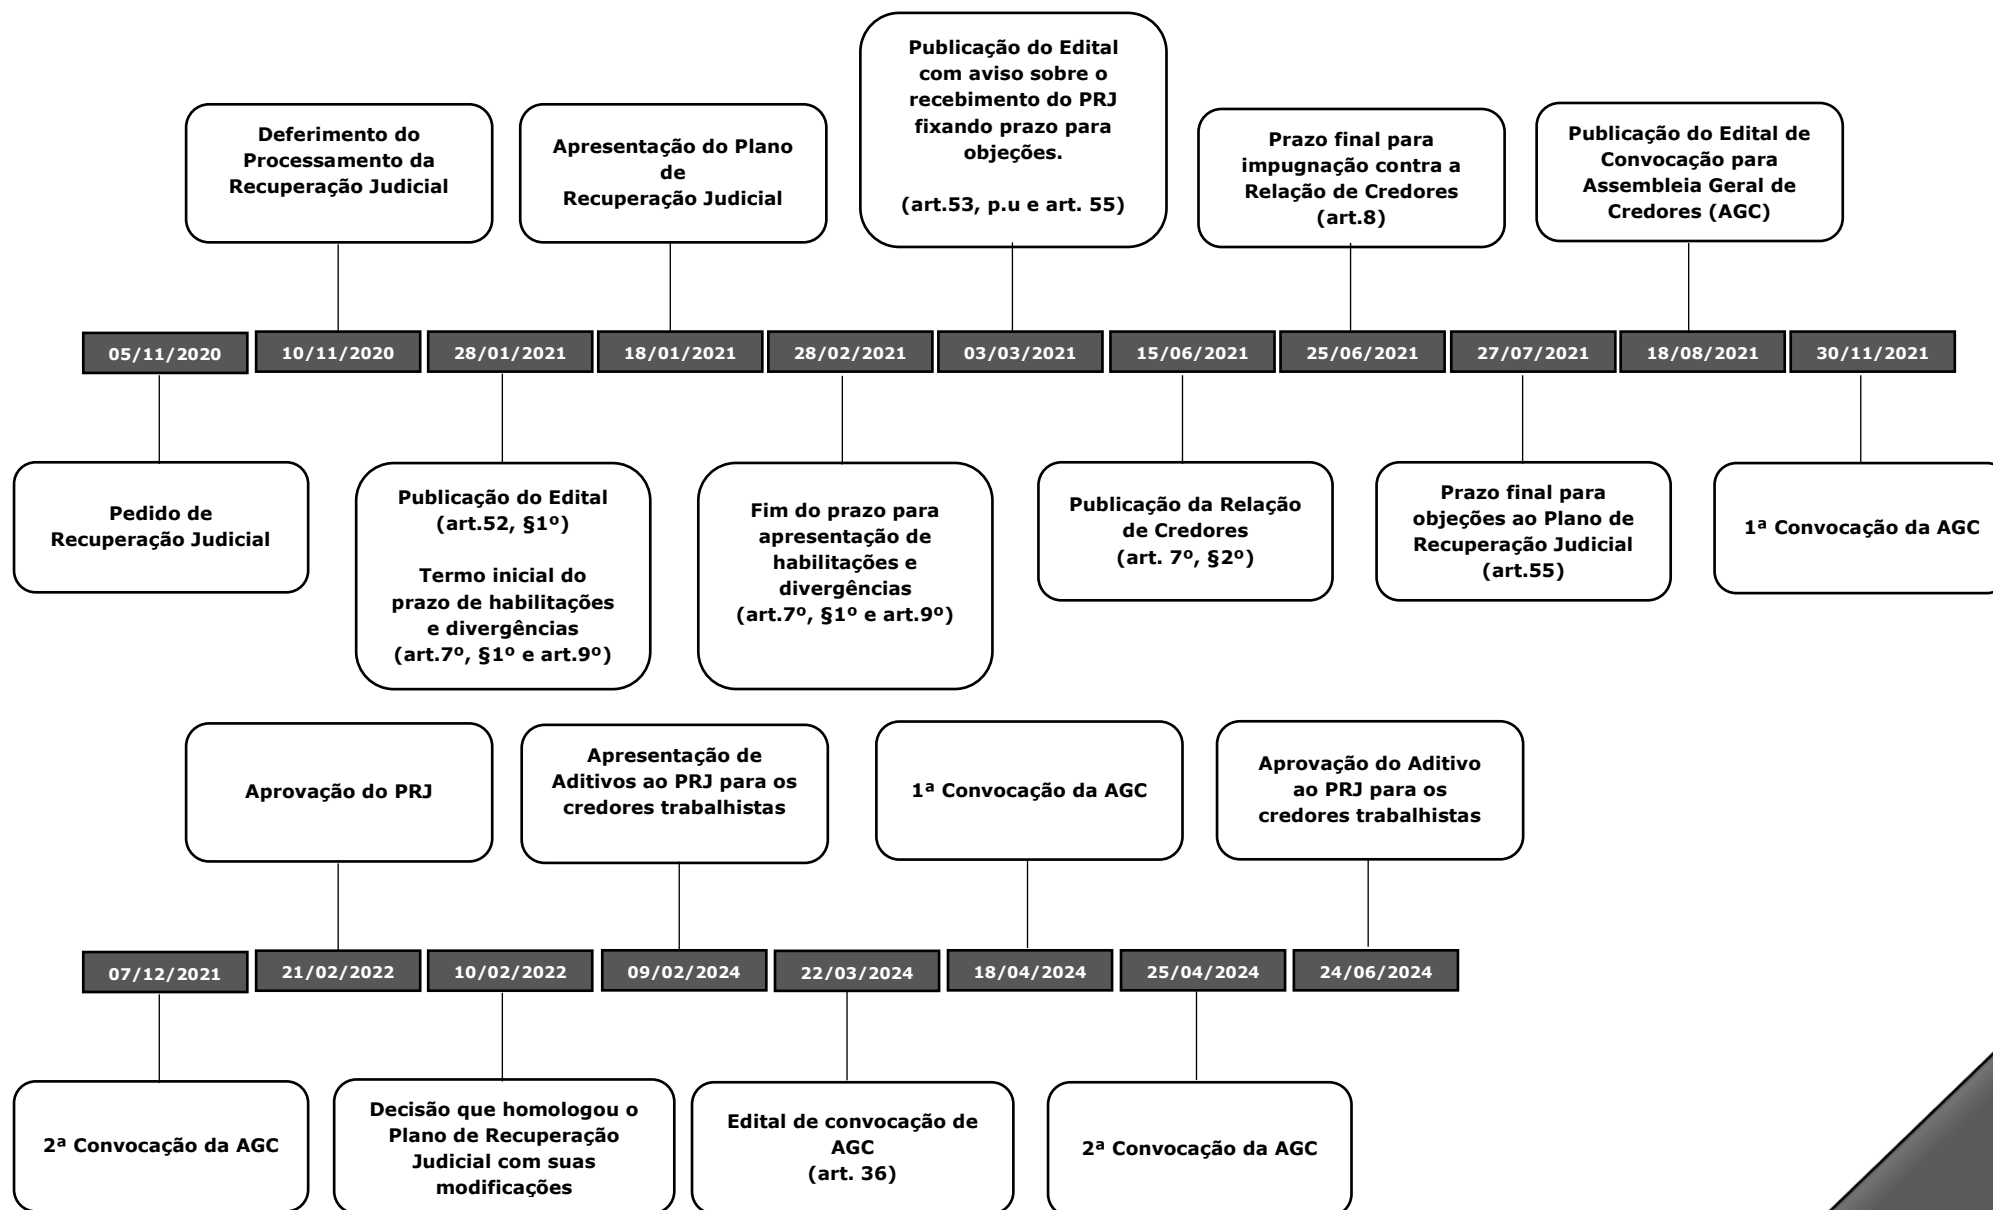 Deferimento do
Processamento da
Recuperação Judicial
Apresentação do Plano
de
Recuperação Judicial
Publicação do Edital
com aviso sobre o
recebimento do PRJ
fixando prazo para
objeções.
(art.53, p.u e art. 55)
Prazo final para
impugnação contra a
Relação de Credores
(art.8)
Publicação do Edital de
Convocação para
Assembleia Geral de
Credores (AGC)
05/11/2020
10/11/2020
28/01/2021
18/01/2021
28/02/2021
03/03/2021
15/06/2021
25/06/2021
27/07/2021
18/08/2021
30/11/2021
Pedido de
Recuperação Judicial
Publicação do Edital
(art.52, §1º)
Termo inicial do
prazo de habilitações
e divergências
(art.7º, §1º e art.9º)
Fim do prazo para
apresentação de
habilitações e
divergências
(art.7º, §1º e art.9º)
Publicação da Relação
de Credores
(art. 7º, §2º)
Prazo final para
objeções ao Plano de
Recuperação Judicial
(art.55)
1ª Convocação da AGC
Aprovação do PRJ
Apresentação de
Aditivos ao PRJ para os
credores trabalhistas
1ª Convocação da AGC
Aprovação do Aditivo
ao PRJ para os
credores trabalhistas
07/12/2021
21/02/2022
10/02/2022
09/02/2024
22/03/2024
18/04/2024
25/04/2024
24/06/2024
2ª Convocação da AGC
Decisão que homologou o
Plano de Recuperação
Judicial com suas
modificações
Edital de convocação de
AGC
(art. 36)
2ª Convocação da AGC